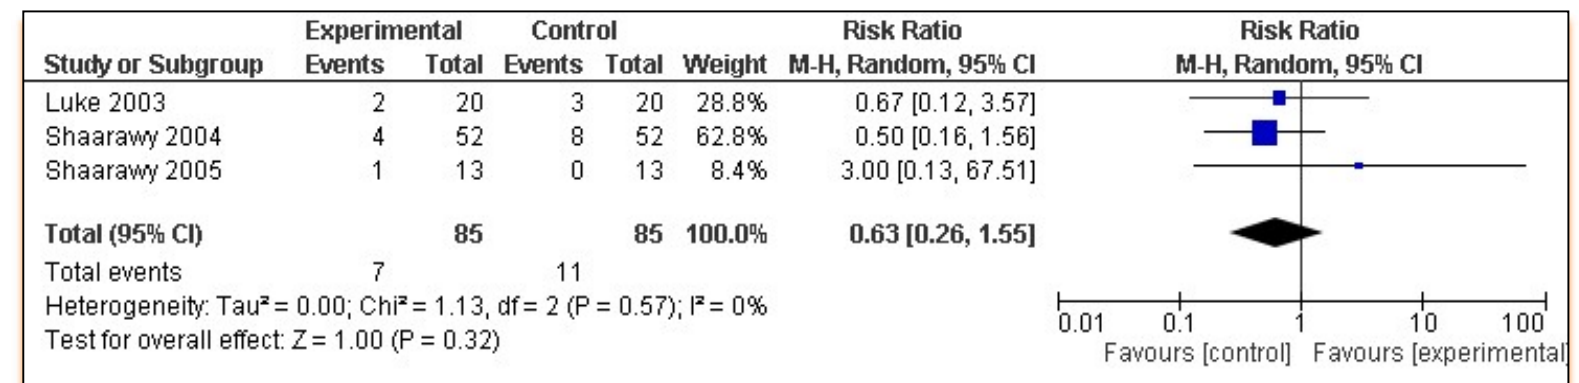 Experimental Control Risk Ratio Risk Ratio
Study or Subgroup Events Total Events Total Weight M-H, Random, 95% CI M-H, Random, 95% CI
Luke 2003 2 20 3 20 28.8% 0.67 [0.12, 3.57]
Shaarawy 2004 4 52 8 52 62.8% 0.50 [0.16, 1.56]
Shaarawy 2005 1 13 0 13 8.4% 3.00 [0.13, 67.51]
Total (95% CI) 85 85 100.0% 0.63 [0.26, 1.55]
Total events 7 11
Heterogeneity: Tau² = 0.00; Chi² = 1.13, df = 2 (P = 0.57); I² = 0%
Test for overall effect: Z = 1.00 (P = 0.32)
0.01 0.1 1 10 100
Favours [control] Favours [experimental]